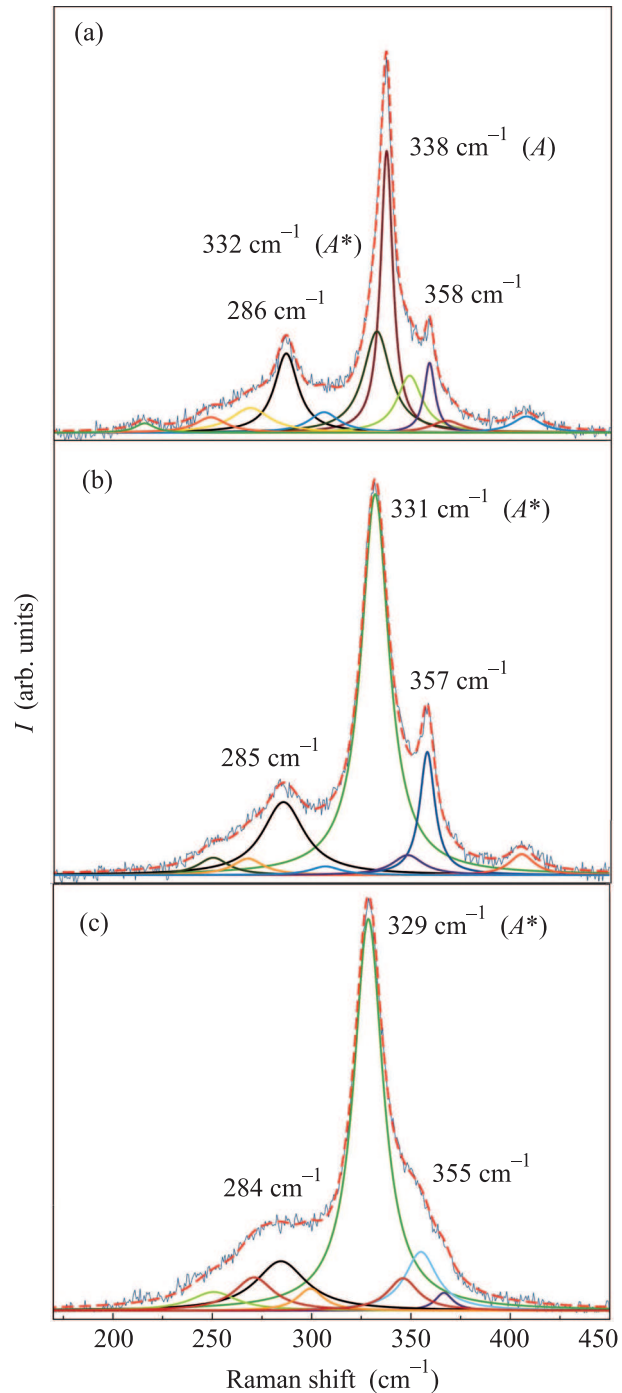 (a)
338 cm⁻¹ (A)
332 cm⁻¹ (A*)
286 cm⁻¹
358 cm⁻¹
(b)
331 cm⁻¹ (A*)
357 cm⁻¹
285 cm⁻¹
I (arb. units)
(c)
329 cm⁻¹ (A*)
284 cm⁻¹
355 cm⁻¹
200 250 300 350 400 450
Raman shift (cm⁻¹)